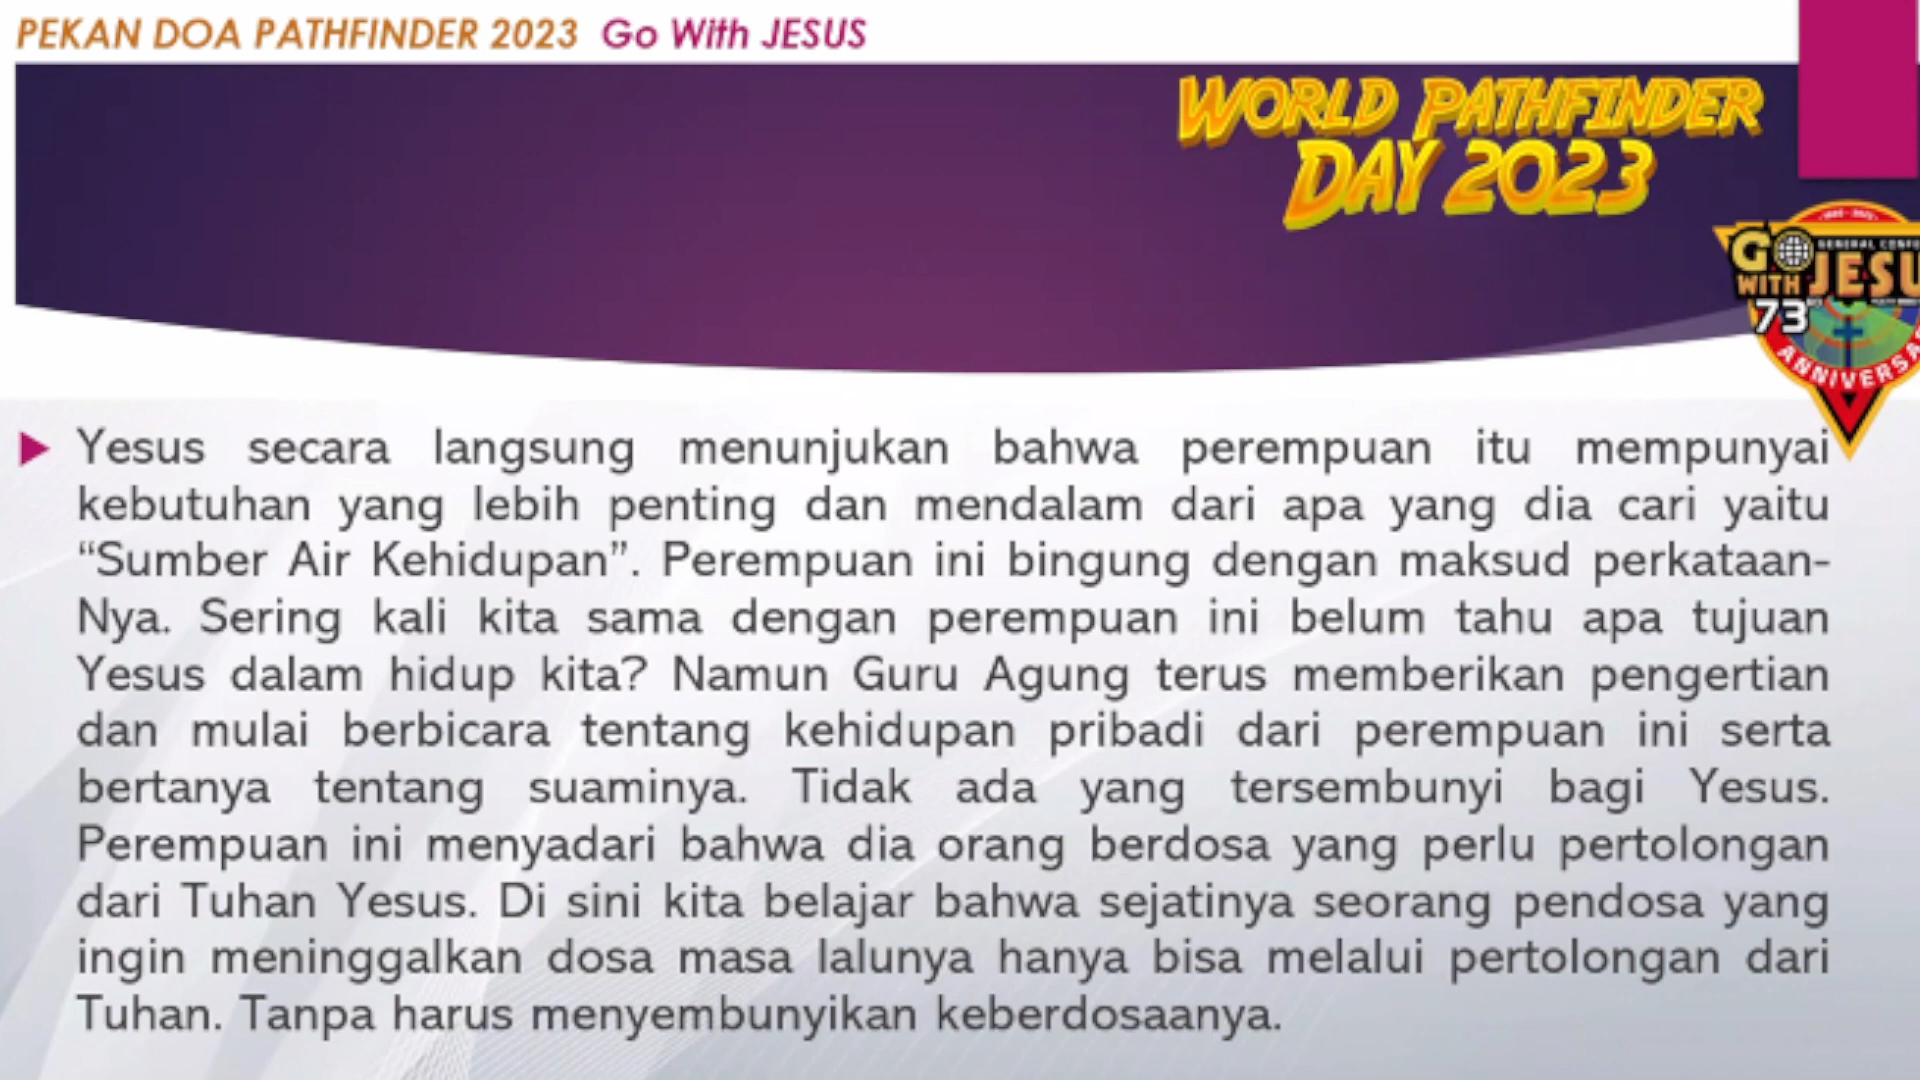 PEKAN DOA PATHFINDER 2023 Go With JESUS
WORLD PATHFINDER
DAY 2023
GO
WITH JESU
73
ANNIVERSA
Yesus secara langsung menunjukan bahwa perempuan itu mempunyai
kebutuhan yang lebih penting dan mendalam dari apa yang dia cari yaitu
“Sumber Air Kehidupan”. Perempuan ini bingung dengan maksud perkataan-
Nya. Sering kali kita sama dengan perempuan ini belum tahu apa tujuan
Yesus dalam hidup kita? Namun Guru Agung terus memberikan pengertian
dan mulai berbicara tentang kehidupan pribadi dari perempuan ini serta
bertanya tentang suaminya. Tidak ada yang tersembunyi bagi Yesus.
Perempuan ini menyadari bahwa dia orang berdosa yang perlu pertolongan
dari Tuhan Yesus. Di sini kita belajar bahwa sejatinya seorang pendosa yang
ingin meninggalkan dosa masa lalunya hanya bisa melalui pertolongan dari
Tuhan. Tanpa harus menyembunyikan keberdosaanya.